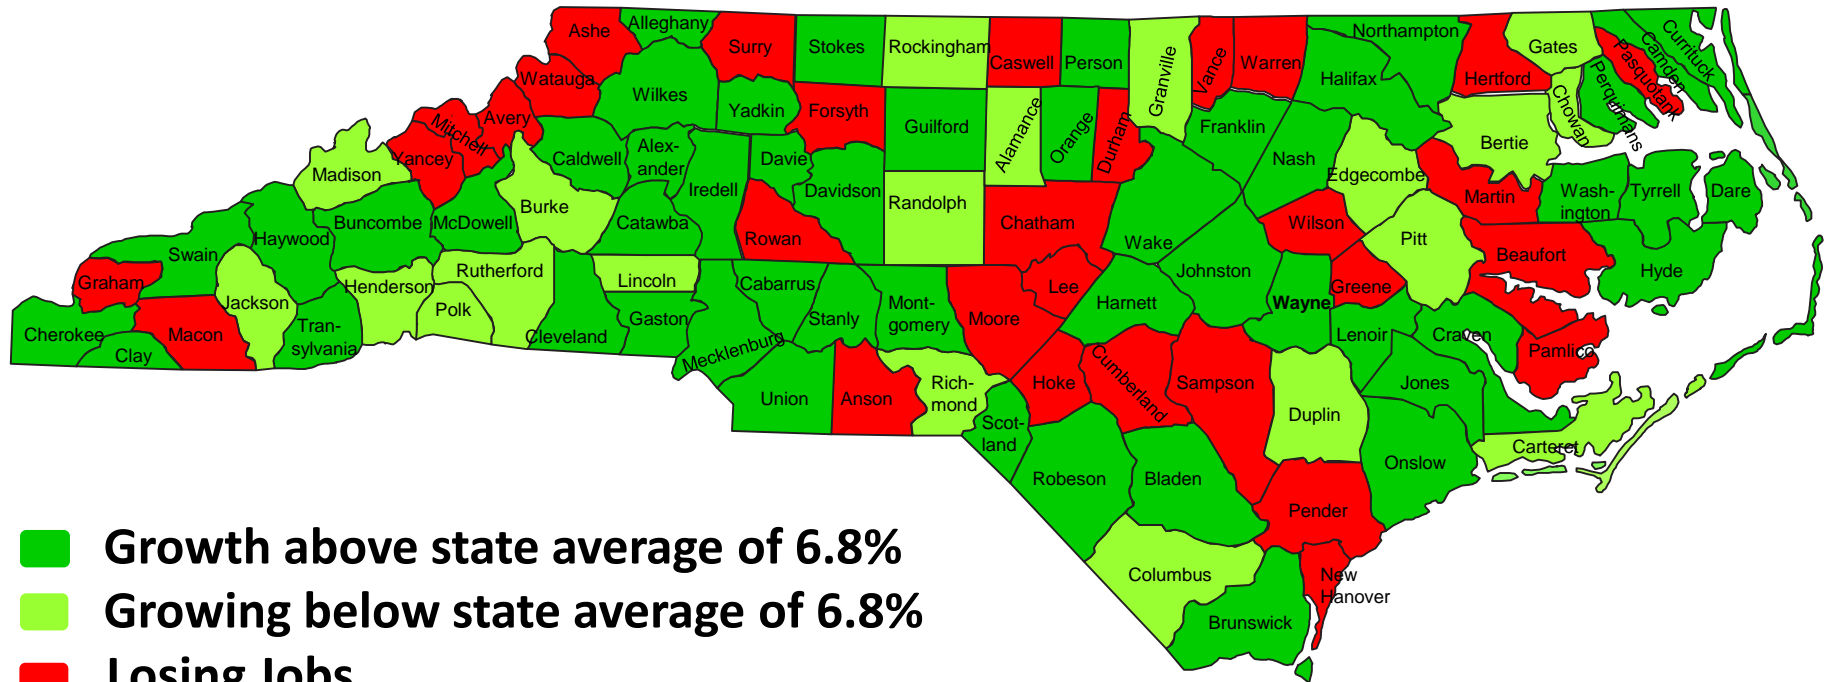 Ashe
Alleghany
Surry
Stokes
Rockingham
Caswell
Person
Granville
Vance
Warren
Northampton
Halifax
Hertford
Gates
Pasquotank
Camden
Currituck
Perquimans
Chowan
Watauga
Wilkes
Yadkin
Forsyth
Guilford
Alamance
Orange
Durham
Franklin
Nash
Edgecombe
Bertie
Avery
Mitchell
Yancey
Madison
Caldwell
Alex-
ander
Iredell
Davie
Davidson
Randolph
Chatham
Wake
Wilson
Martin
Wash-
ington
Tyrrell
Dare
Burke
McDowell
Buncombe
Haywood
Swain
Graham
Catawba
Rowan
Lincoln
Cabarrus
Johnston
Pitt
Beaufort
Hyde
Greene
Wayne
Lee
Harnett
Rutherford
Henderson
Polk
Jackson
Macon
Cherokee
Clay
Tran-
sylvania
Cleveland
Gaston
Mecklenburg
Stanly
Mont-
gomery
Moore
Lenoir
Craven
Pamlico
Jones
Union
Anson
Rich-
mond
Scot-
land
Hoke
Cumberland
Sampson
Duplin
Carteret
Onslow
Robeson
Bladen
Pender
Columbus
New
Hanover
Brunswick
Growth above state average of 6.8%
Growing below state average of 6.8%
Losing Jobs